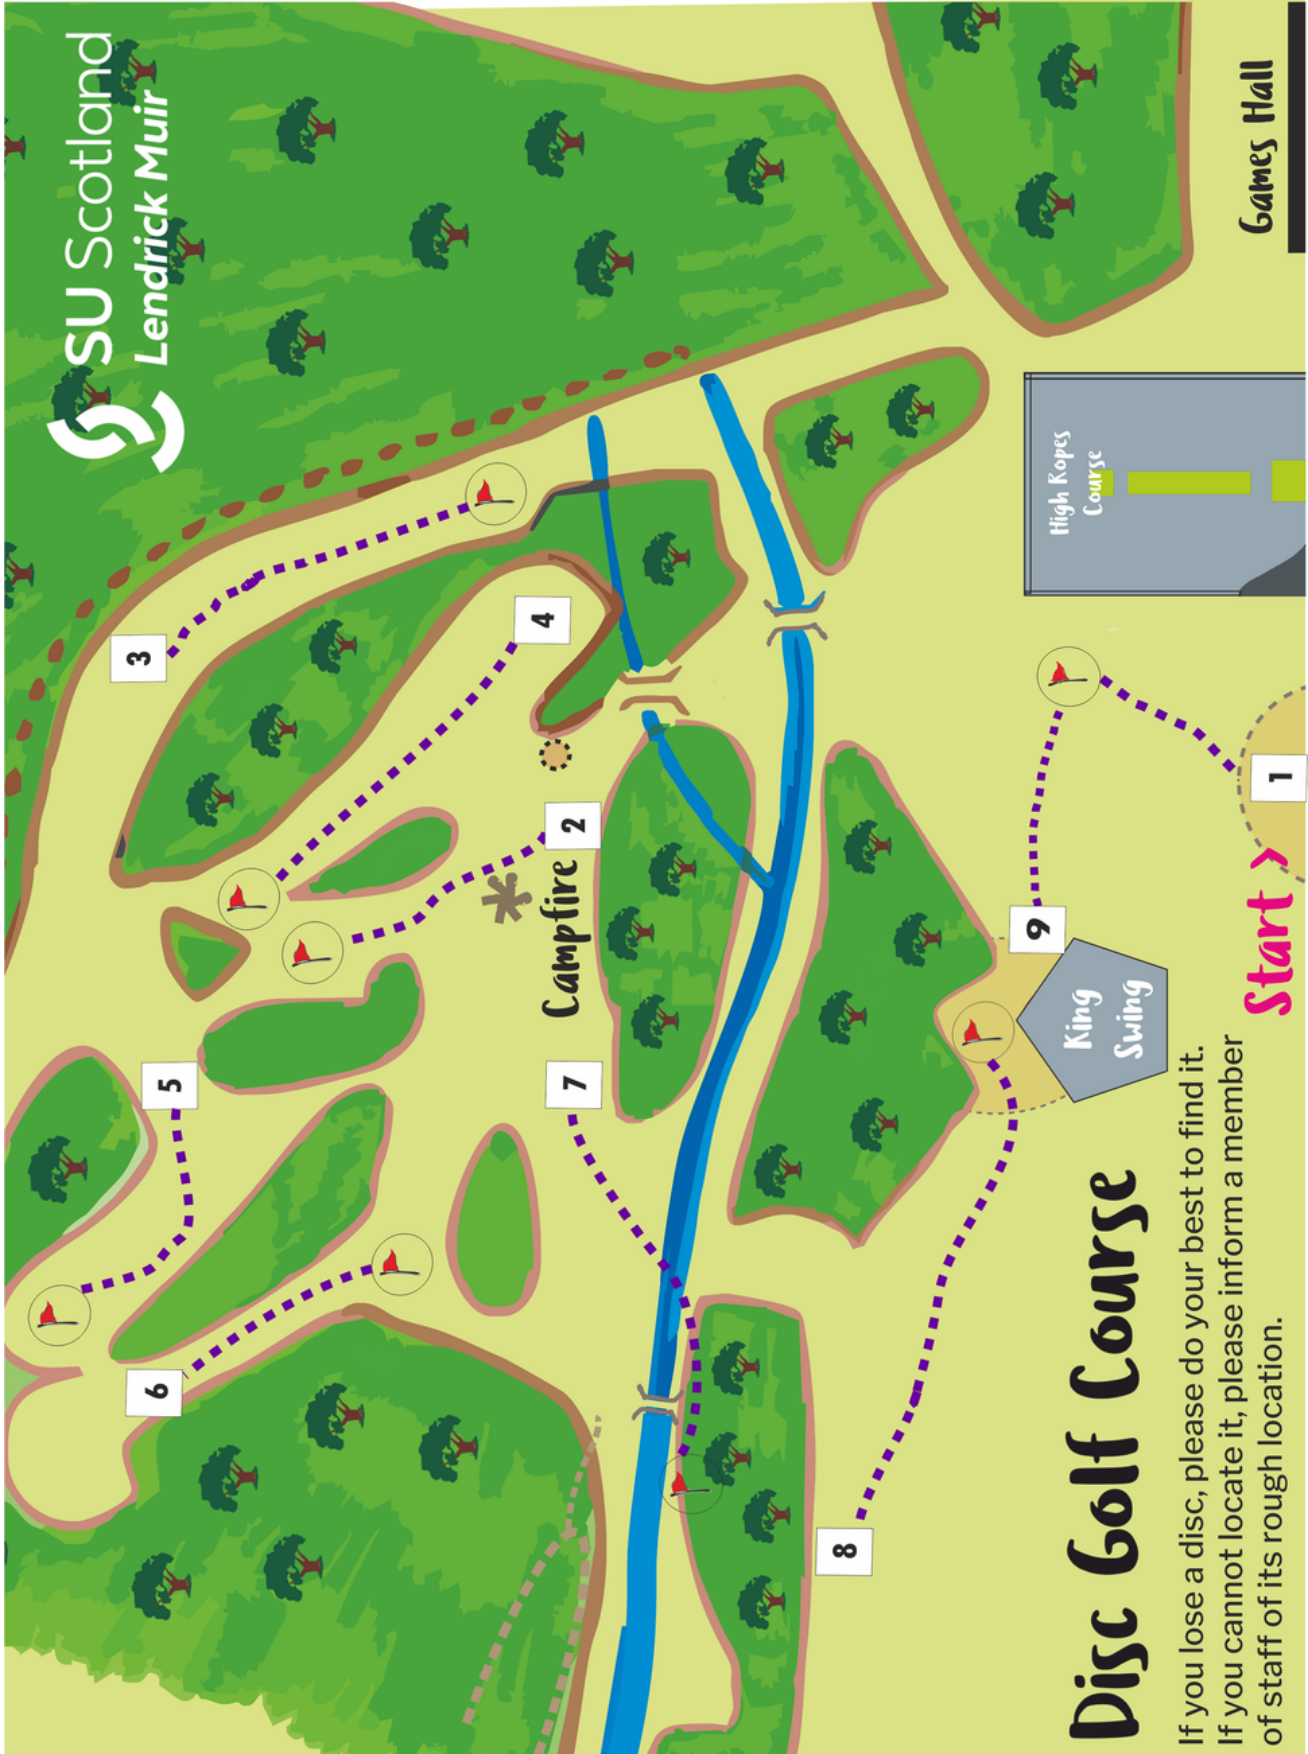 SU Scotland
Lendrick Muir
3
4
2
Campfire
5
6
7
8
9
1
High Ropes
Course
Games Hall
King
Swing
Start >
Disc Golf Course
If you lose a disc, please do your best to find it.
If you cannot locate it, please inform a member
of staff of its rough location.